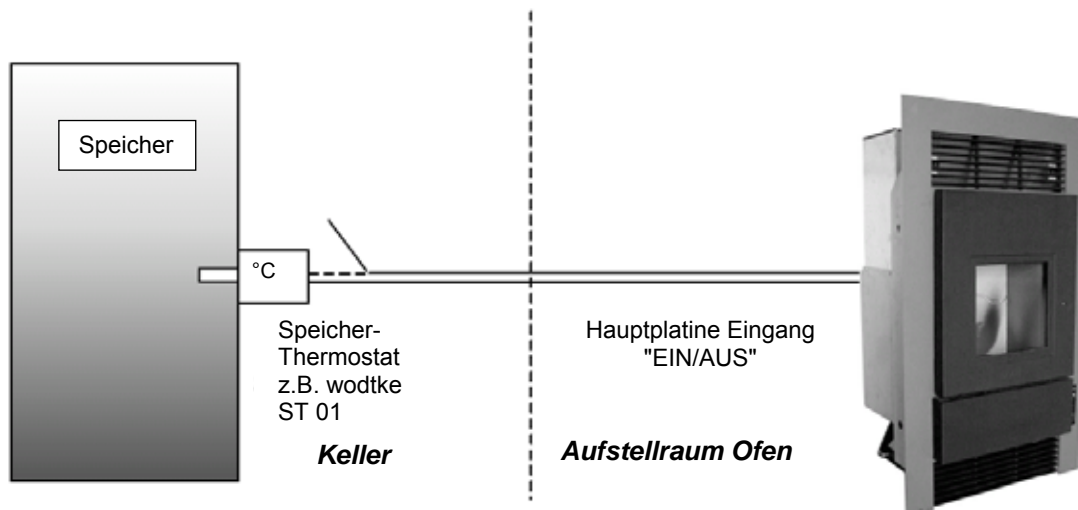 Speicher
°C
Speicher-
Thermostat
z.B. wodtke
ST 01
Hauptplatine Eingang
"EIN/AUS"
Keller
Aufstellraum Ofen